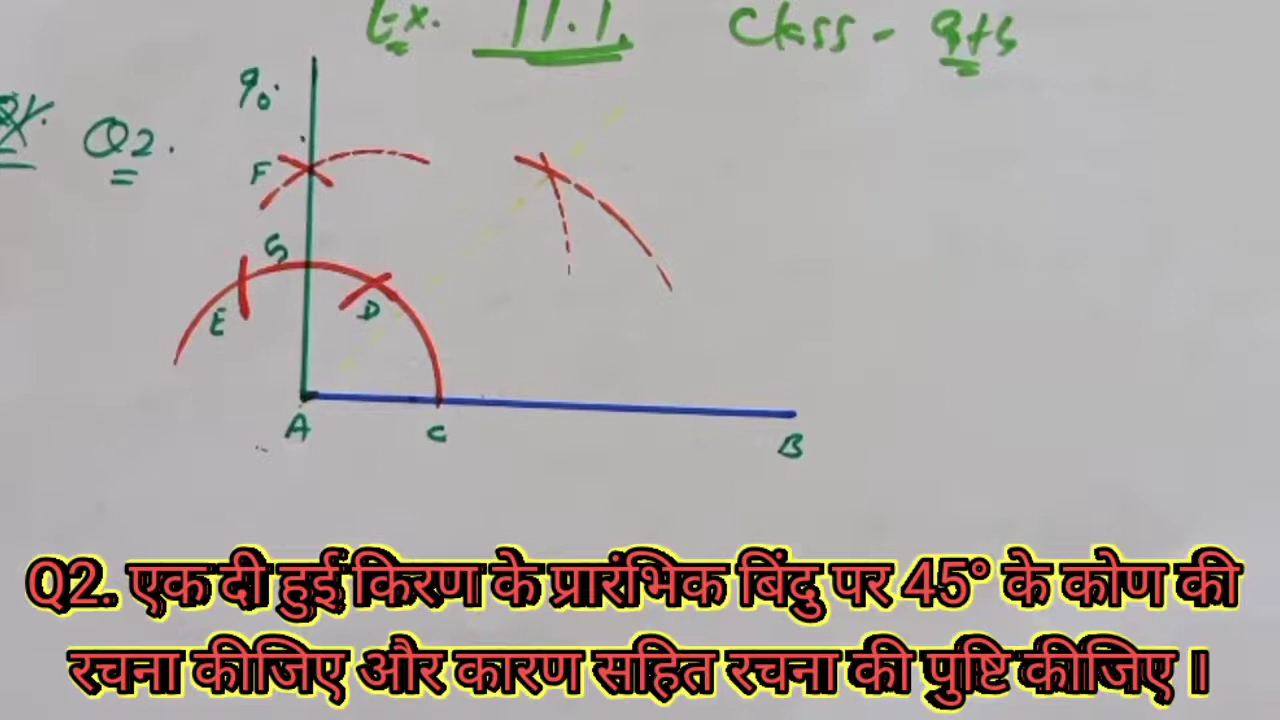 Ex. 11.1 Class - 9th
90°
Q2.
F
G
E
D
A
C
B
Q2. एक दी हुई किरण के प्रारंभिक बिंदु पर 45° के कोण की
रचना कीजिए और कारण सहित रचना की पुष्टि कीजिए ।